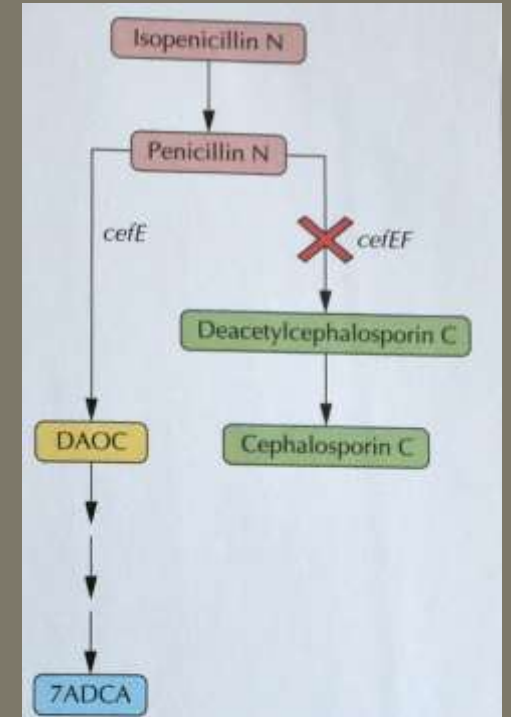 Isopenicillin N
Penicillin N
cefE
cefEF
Deacetylcephalosporin C
DAOC
Cephalosporin C
7ADCA